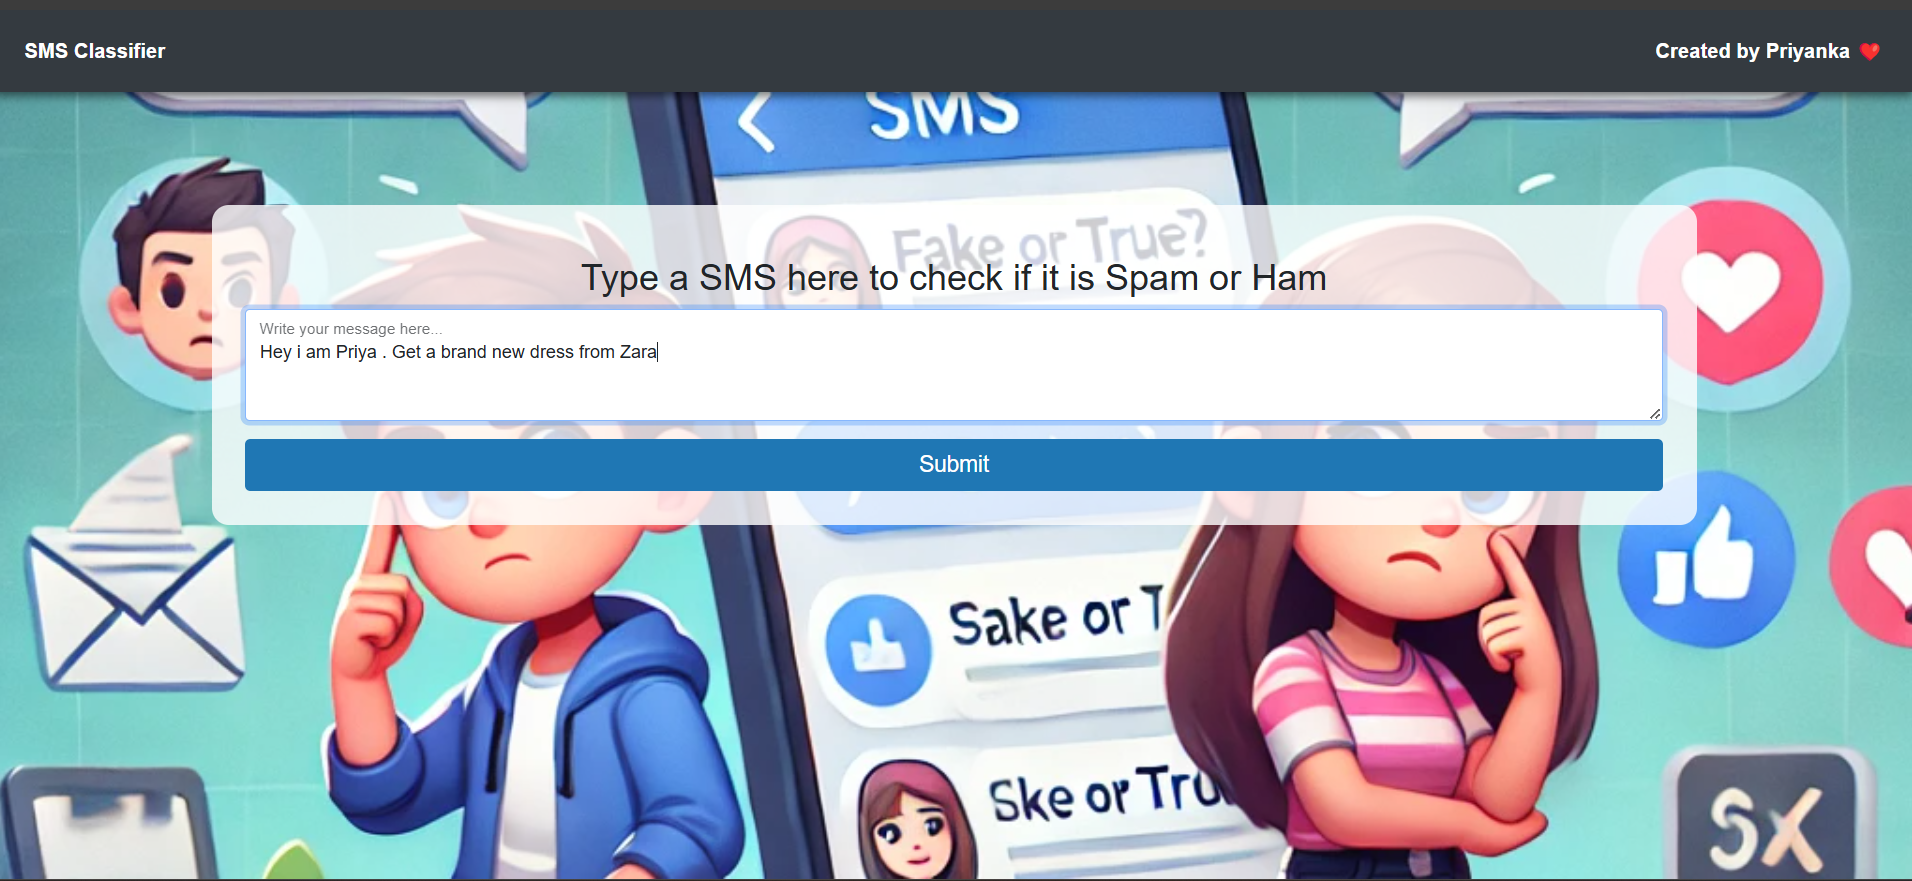 SMS Classifier
Created by Priyanka ❤️
SMS
Fake or True?
Type a SMS here to check if it is Spam or Ham
Write your message here...
Hey i am Priya . Get a brand new dress from Zara
Submit
Sake or T
Ske or Tru
SX